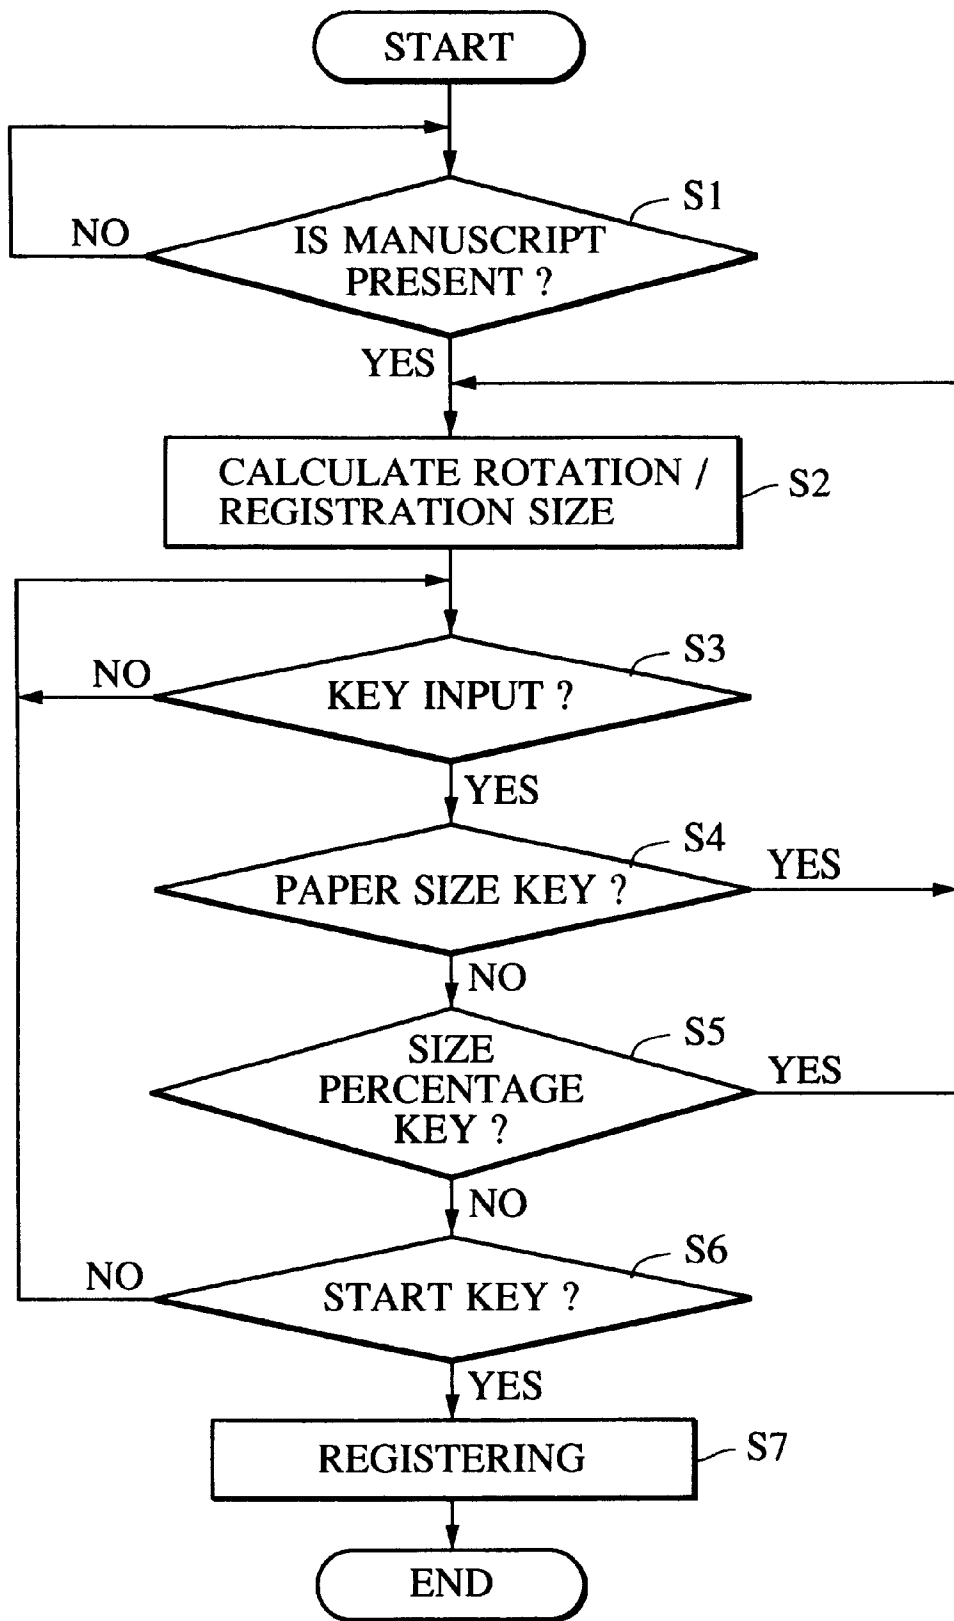 START
S1
NO
IS MANUSCRIPT
PRESENT ?
YES
CALCULATE ROTATION /
REGISTRATION SIZE
S2
S3
NO
KEY INPUT ?
YES
S4
YES
PAPER SIZE KEY ?
NO
S5
SIZE
PERCENTAGE
KEY ?
YES
NO
S6
NO
START KEY ?
YES
REGISTERING
S7
END